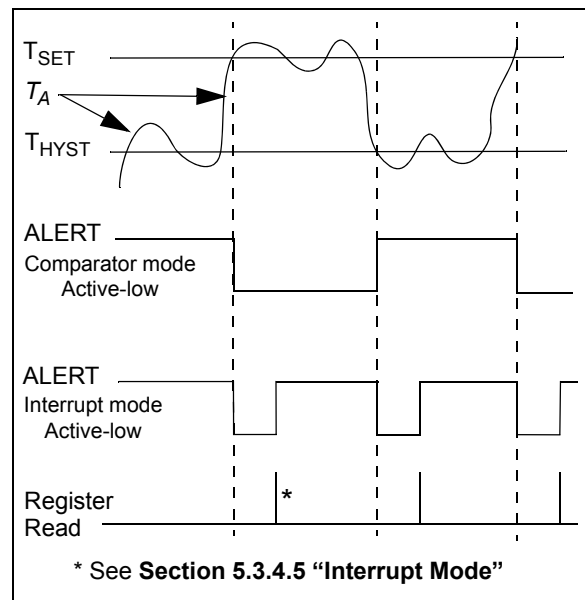 TSET
TA
THYST
ALERT
Comparator mode
Active-low
ALERT
Interrupt mode
Active-low
Register
Read
*
* See Section 5.3.4.5 “Interrupt Mode”